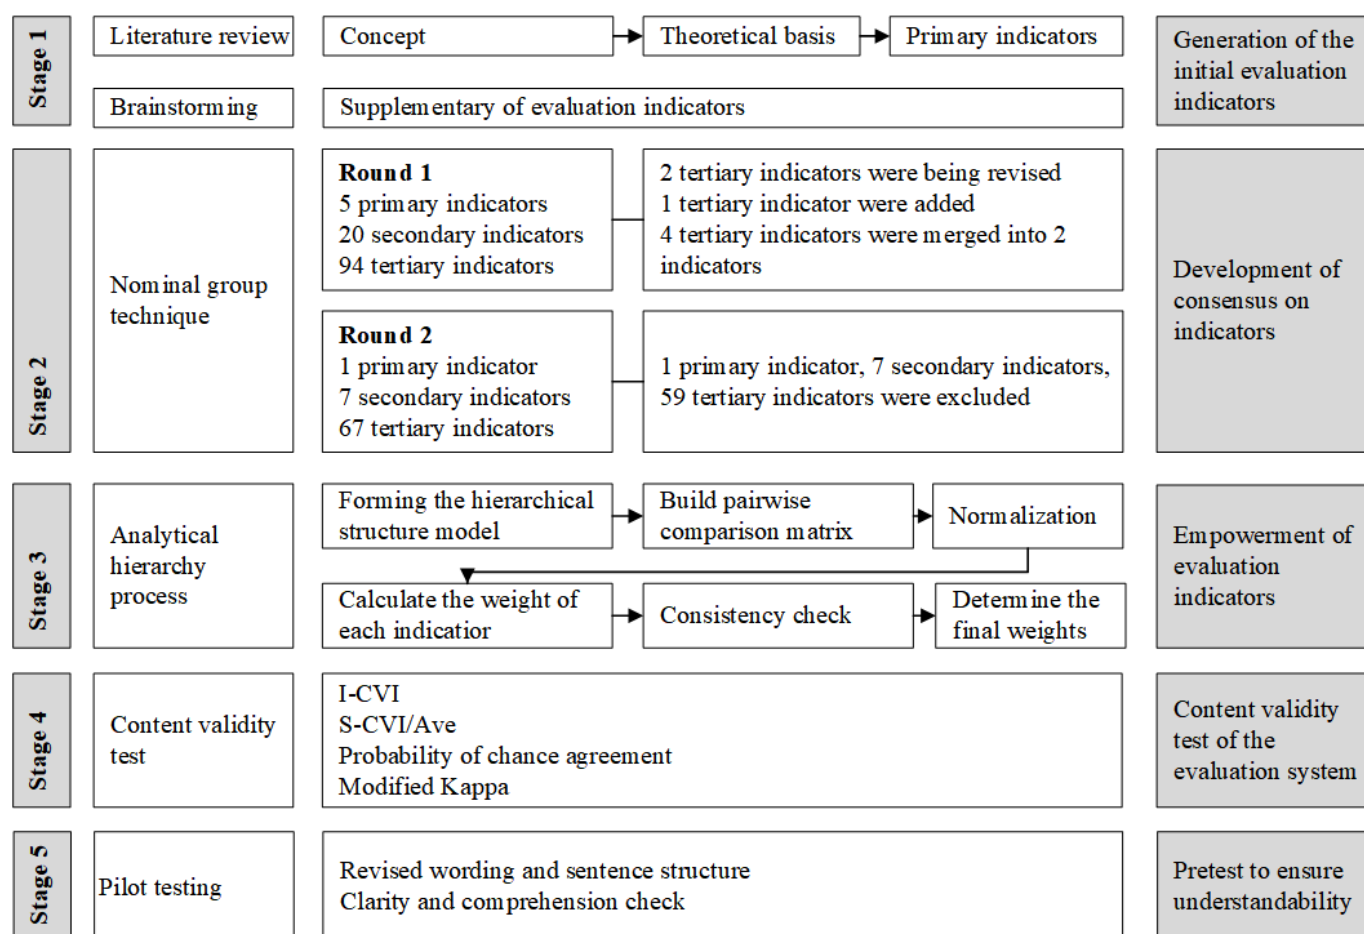 Stage 1
Literature review
Concept
Theoretical basis
Primary indicators
Generation of the
initial evaluation
indicators
Brainstorming
Supplementary of evaluation indicators
Stage 2
Nominal group
technique
Round 1
5 primary indicators
20 secondary indicators
94 tertiary indicators
2 tertiary indicators were being revised
1 tertiary indicator were added
4 tertiary indicators were merged into 2
indicators
Round 2
1 primary indicator
7 secondary indicators
67 tertiary indicators
1 primary indicator, 7 secondary indicators,
59 tertiary indicators were excluded
Development of
consensus on
indicators
Stage 3
Analytical
hierarchy
process
Forming the hierarchical
structure model
Build pairwise
comparison matrix
Normalization
Calculate the weight of
each indicatior
Consistency check
Determine the
final weights
Empowerment of
evaluation
indicators
Stage 4
Content validity
test
I-CVI
S-CVI/Ave
Probability of chance agreement
Modified Kappa
Content validity
test of the
evaluation system
Stage 5
Pilot testing
Revised wording and sentence structure
Clarity and comprehension check
Pretest to ensure
understandability